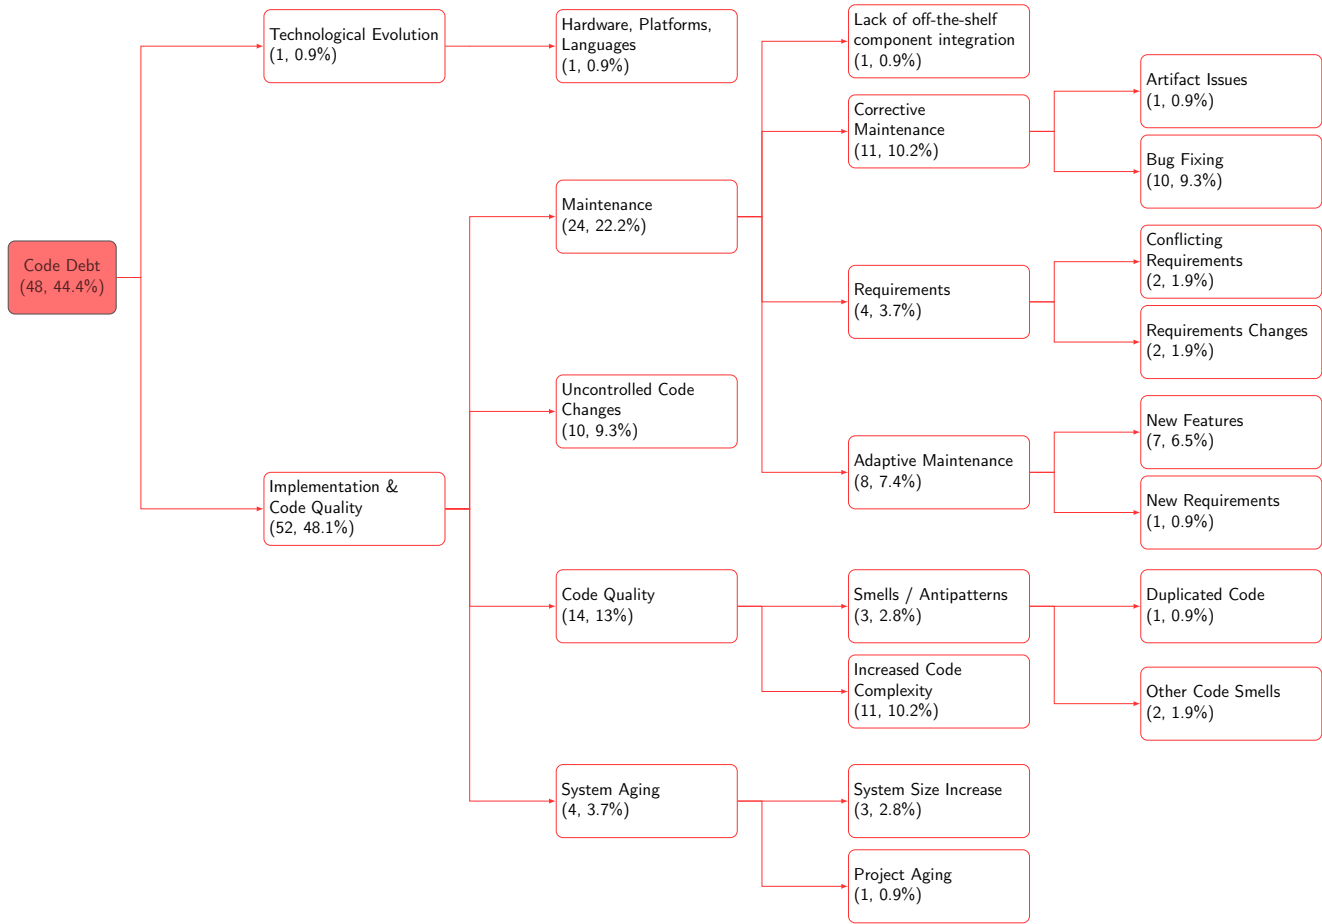 Code Debt
(48, 44.4%)
Technological Evolution
(1, 0.9%)
Implementation &
Code Quality
(52, 48.1%)
Hardware, Platforms,
Languages
(1, 0.9%)
Maintenance
(24, 22.2%)
Uncontrolled Code
Changes
(10, 9.3%)
Code Quality
(14, 13%)
System Aging
(4, 3.7%)
Lack of off-the-shelf
component integration
(1, 0.9%)
Corrective
Maintenance
(11, 10.2%)
Requirements
(4, 3.7%)
Adaptive Maintenance
(8, 7.4%)
Smells / Antipatterns
(3, 2.8%)
Increased Code
Complexity
(11, 10.2%)
System Size Increase
(3, 2.8%)
Project Aging
(1, 0.9%)
Artifact Issues
(1, 0.9%)
Bug Fixing
(10, 9.3%)
Conflicting
Requirements
(2, 1.9%)
Requirements Changes
(2, 1.9%)
New Features
(7, 6.5%)
New Requirements
(1, 0.9%)
Duplicated Code
(1, 0.9%)
Other Code Smells
(2, 1.9%)